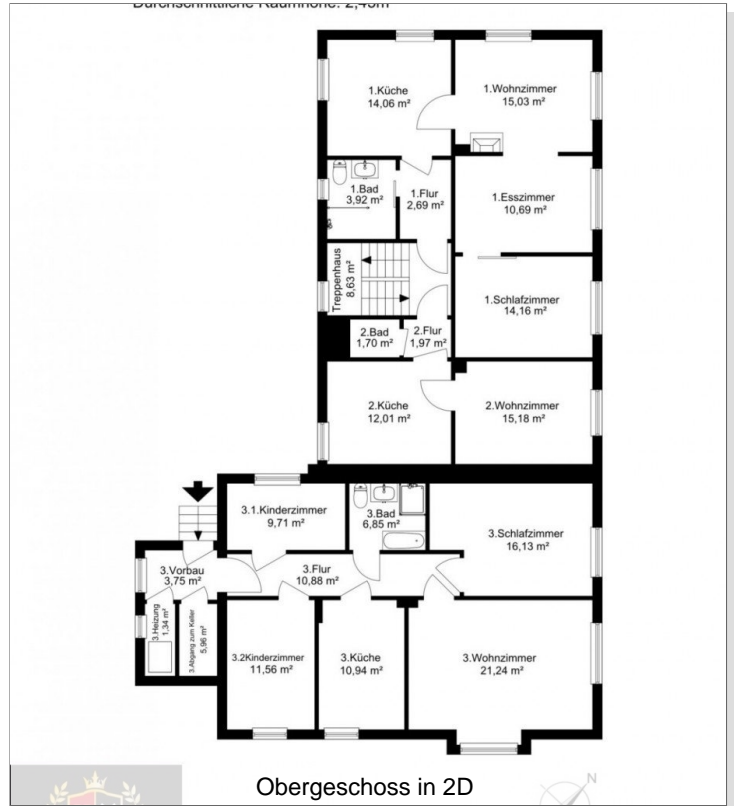 Durchschnittliche Raumhöhe: 2,45m
1.Küche
14,06 m²
1.Wohnzimmer
15,03 m²
1.Bad
3,92 m²
1.Flur
2,69 m²
1.Esszimmer
10,69 m²
Treppenhaus
8,63 m²
1.Schlafzimmer
14,16 m²
2.Bad
1,70 m²
2.Flur
1,97 m²
2.Küche
12,01 m²
2.Wohnzimmer
15,18 m²
3.1.Kinderzimmer
9,71 m²
3.Bad
6,85 m²
3.Schlafzimmer
16,13 m²
3.Vorbau
3,75 m²
3.Flur
10,88 m²
3.Heizung
1,34 m²
3.Abgang zum Keller
5,96 m²
3.2Kinderzimmer
11,56 m²
3.Küche
10,94 m²
3.Wohnzimmer
21,24 m²
Obergeschoss in 2D
N